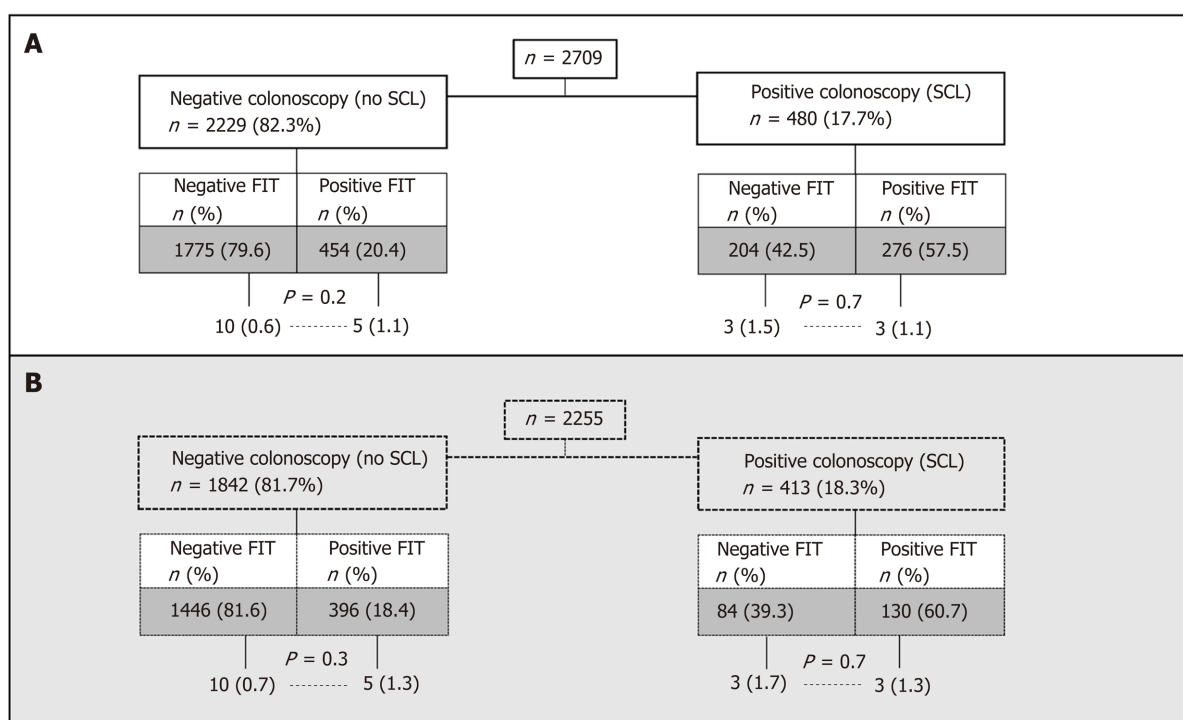 A
n = 2709
Negative colonoscopy (no SCL)
n = 2229 (82.3%)
Positive colonoscopy (SCL)
n = 480 (17.7%)
Negative FIT
n (%)
Positive FIT
n (%)
1775 (79.6)
454 (20.4)
Negative FIT
n (%)
Positive FIT
n (%)
204 (42.5)
276 (57.5)
P = 0.2
10 (0.6)
5 (1.1)
P = 0.7
3 (1.5)
3 (1.1)
B
n = 2255
Negative colonoscopy (no SCL)
n = 1842 (81.7%)
Positive colonoscopy (SCL)
n = 413 (18.3%)
Negative FIT
n (%)
Positive FIT
n (%)
1446 (81.6)
396 (18.4)
Negative FIT
n (%)
Positive FIT
n (%)
84 (39.3)
130 (60.7)
P = 0.3
10 (0.7)
5 (1.3)
P = 0.7
3 (1.7)
3 (1.3)